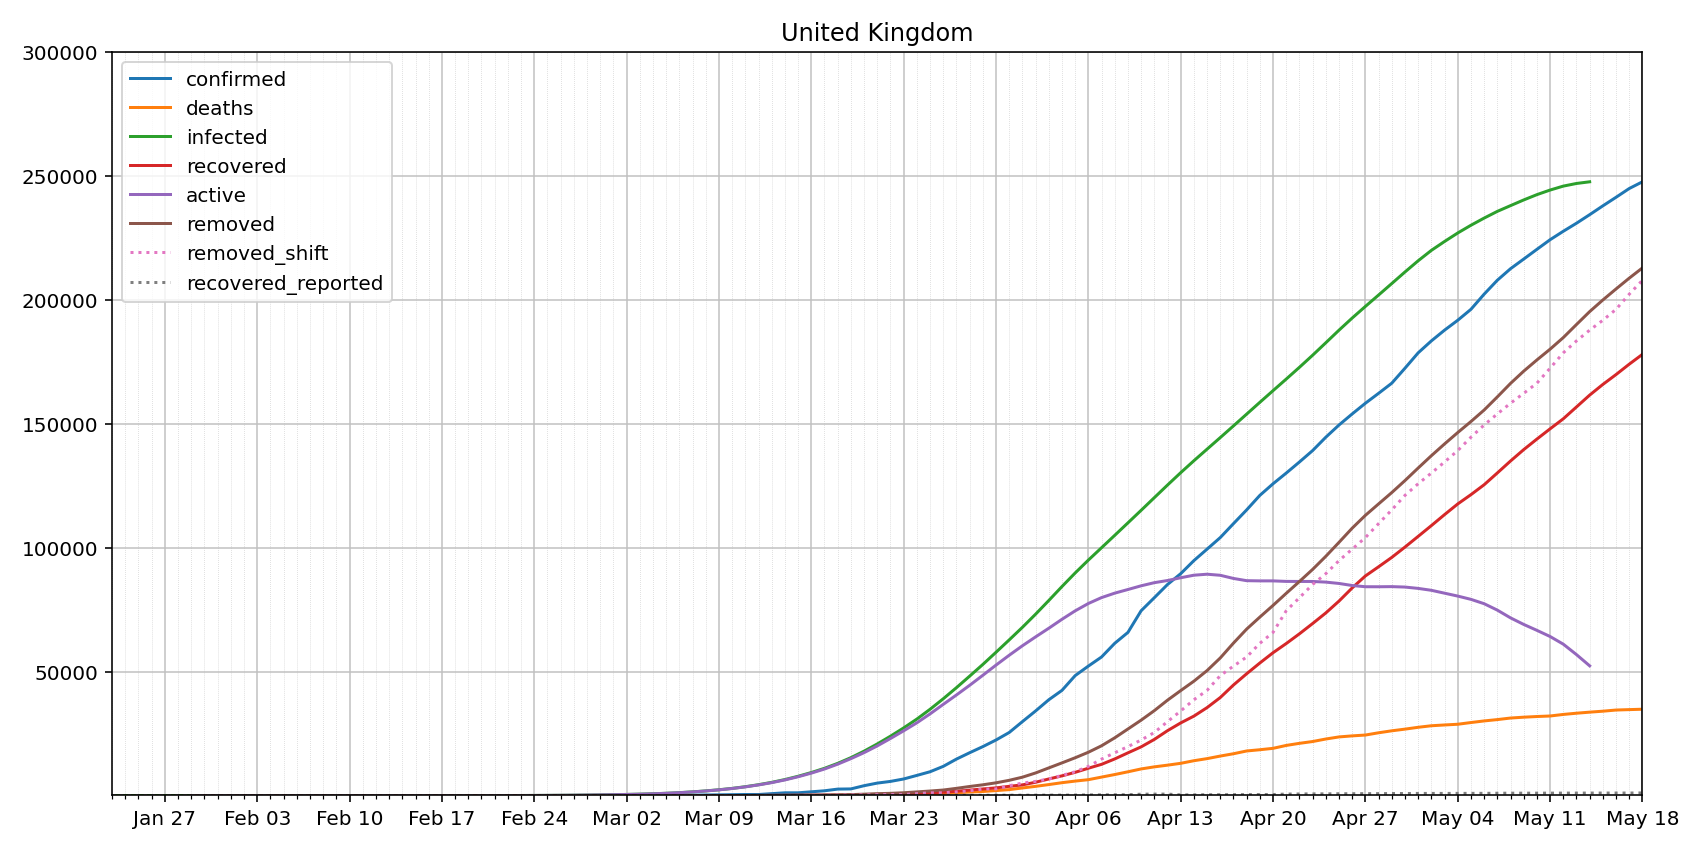 United Kingdom
300000
250000
200000
150000
100000
50000
confirmed
deaths
infected
recovered
active
removed
removed_shift
recovered_reported
Jan 27 Feb 03 Feb 10 Feb 17 Feb 24 Mar 02 Mar 09 Mar 16 Mar 23 Mar 30 Apr 06 Apr 13 Apr 20 Apr 27 May 04 May 11 May 18